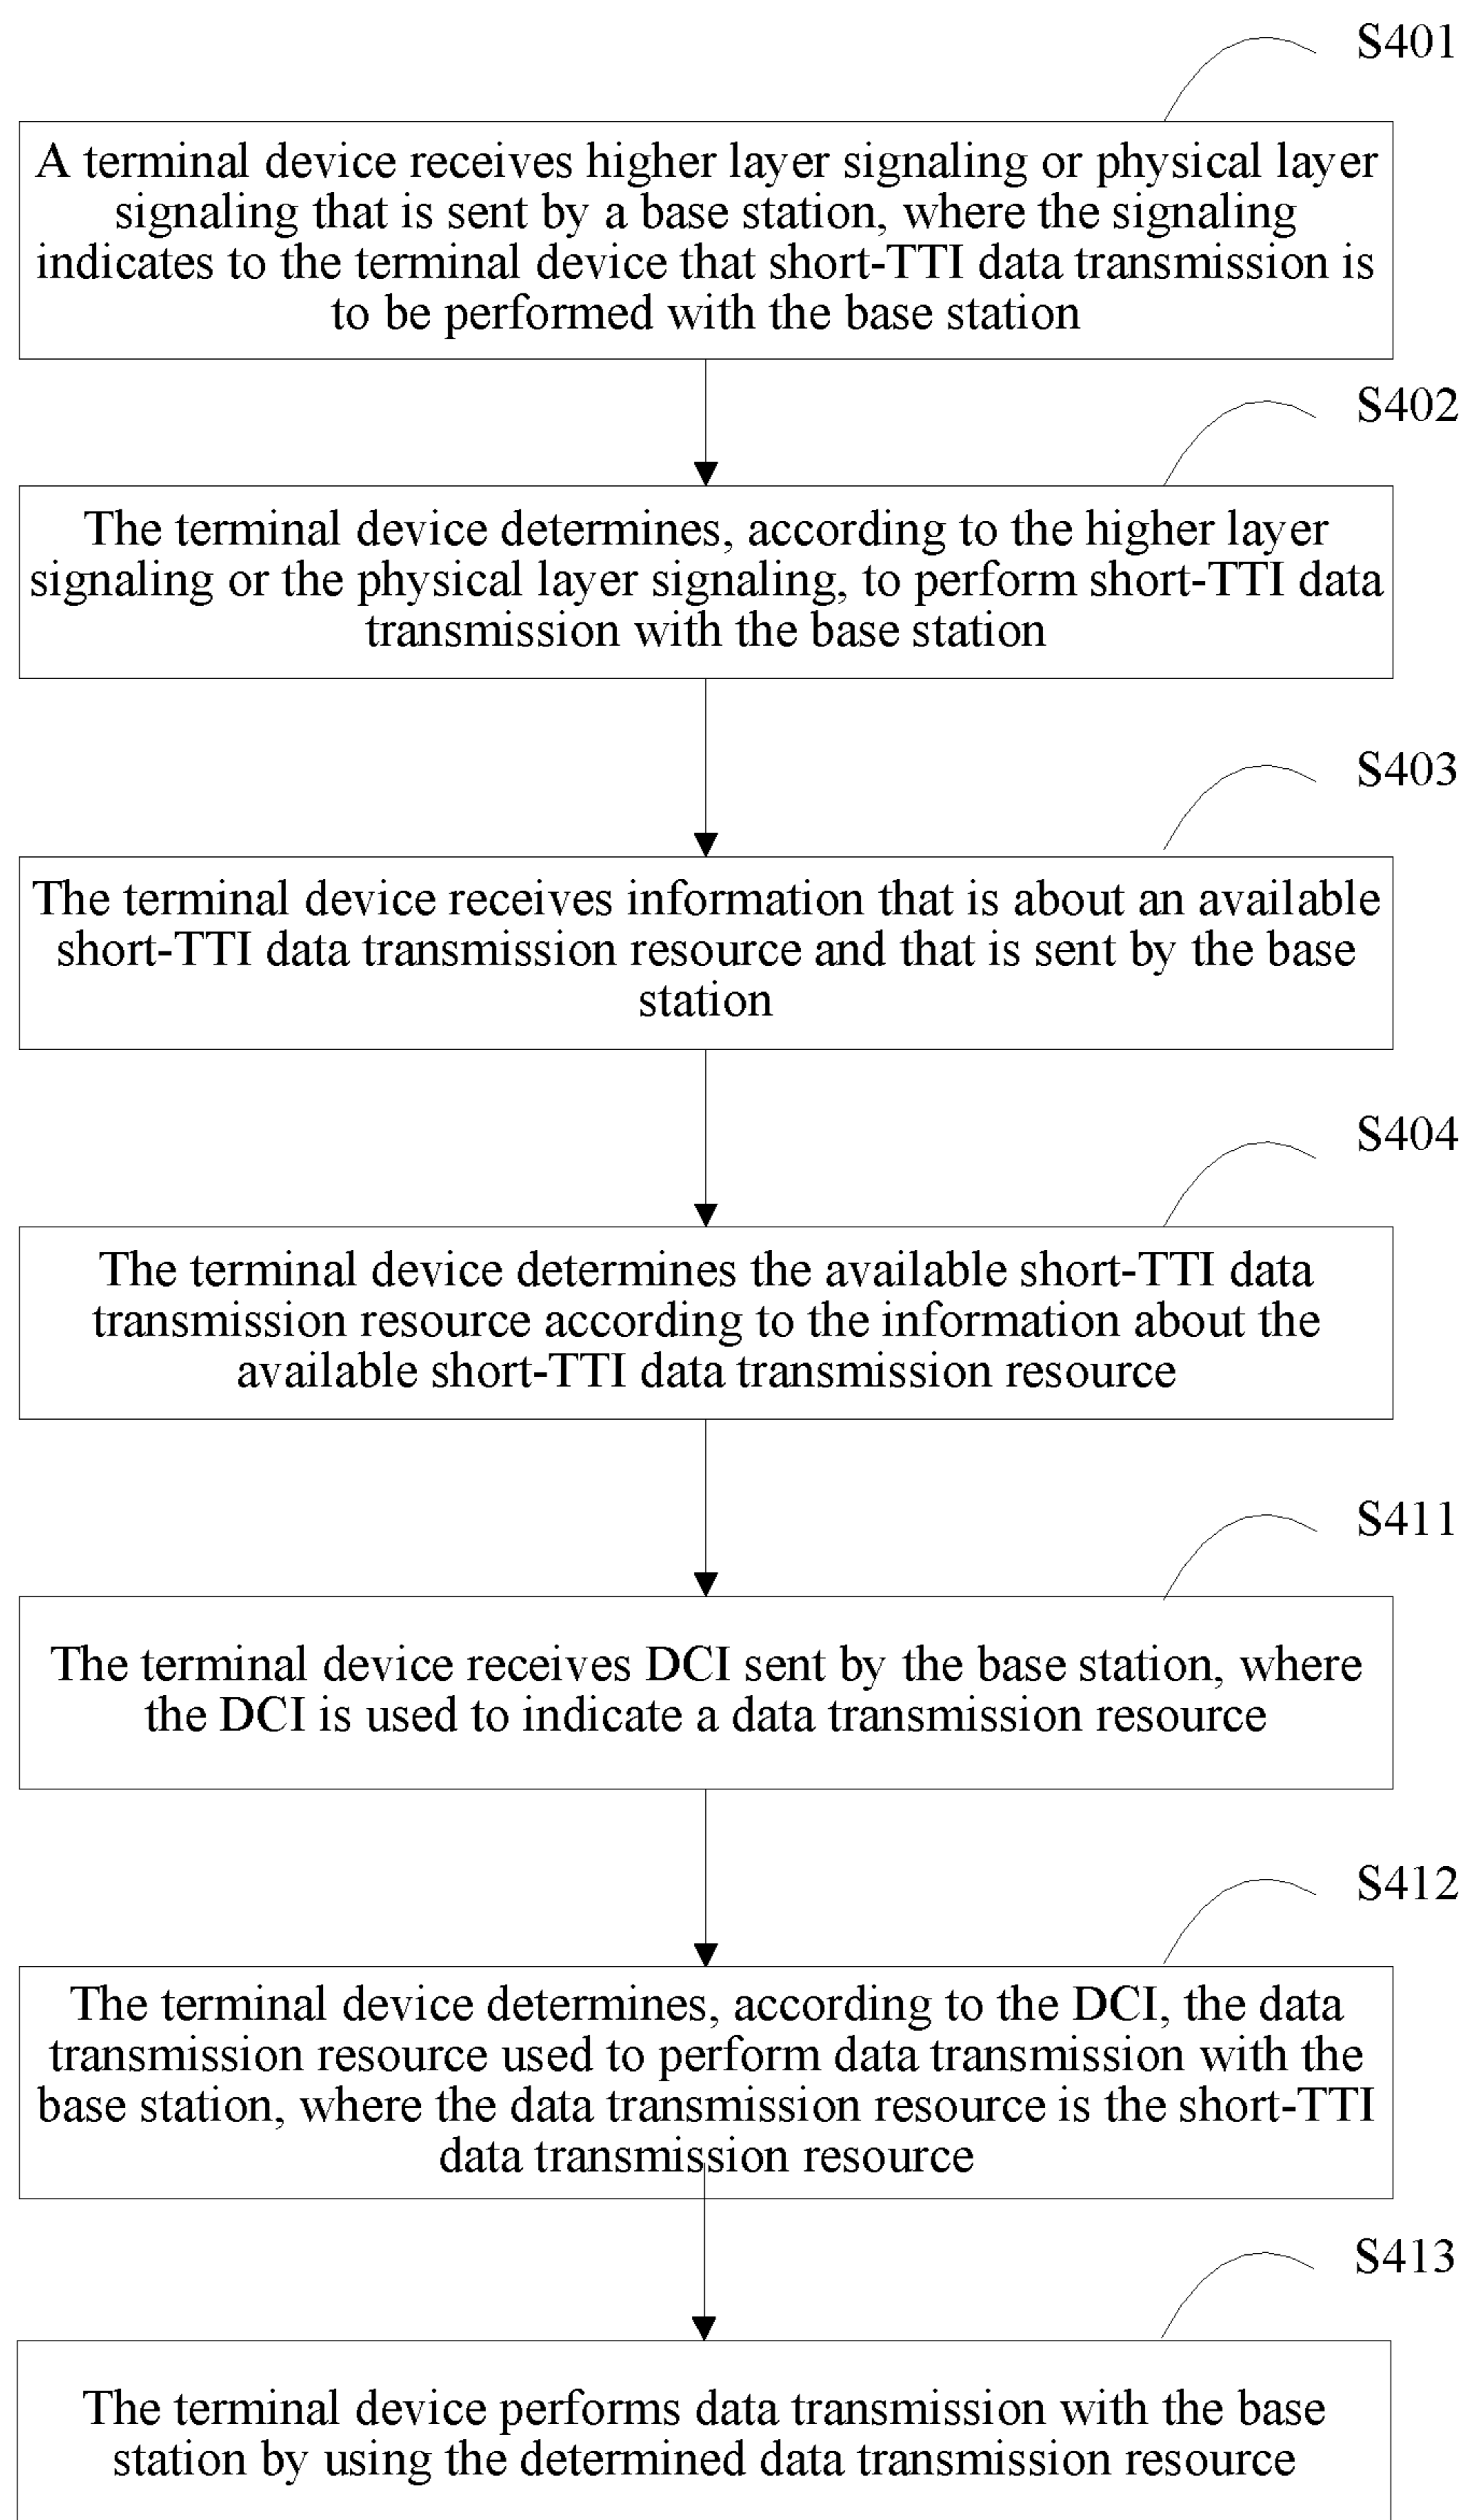 S401
A terminal device receives higher layer signaling or physical layer
signaling that is sent by a base station, where the signaling
indicates to the terminal device that short-TTI data transmission is
to be performed with the base station
S402
The terminal device determines, according to the higher layer
signaling or the physical layer signaling, to perform short-TTI data
transmission with the base station
S403
The terminal device receives information that is about an available
short-TTI data transmission resource and that is sent by the base
station
S404
The terminal device determines the available short-TTI data
transmission resource according to the information about the
available short-TTI data transmission resource
S411
The terminal device receives DCI sent by the base station, where
the DCI is used to indicate a data transmission resource
S412
The terminal device determines, according to the DCI, the data
transmission resource used to perform data transmission with the
base station, where the data transmission resource is the short-TTI
data transmission resource
S413
The terminal device performs data transmission with the base
station by using the determined data transmission resource